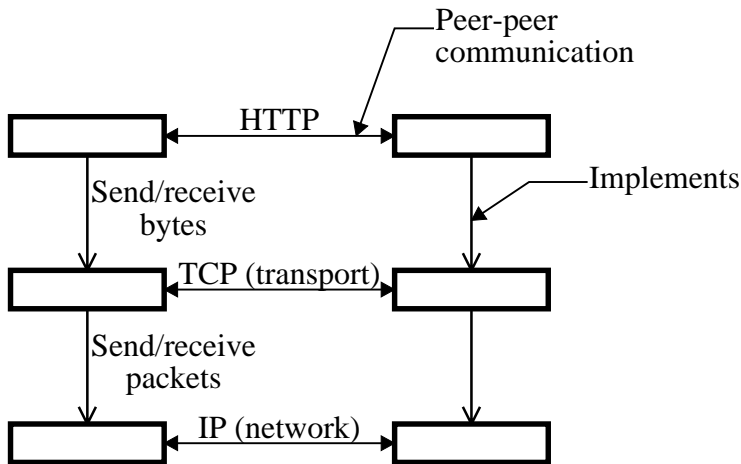 Peer-peer
communication
HTTP
Implements
Send/receive
bytes
TCP (transport)
Send/receive
packets
IP (network)